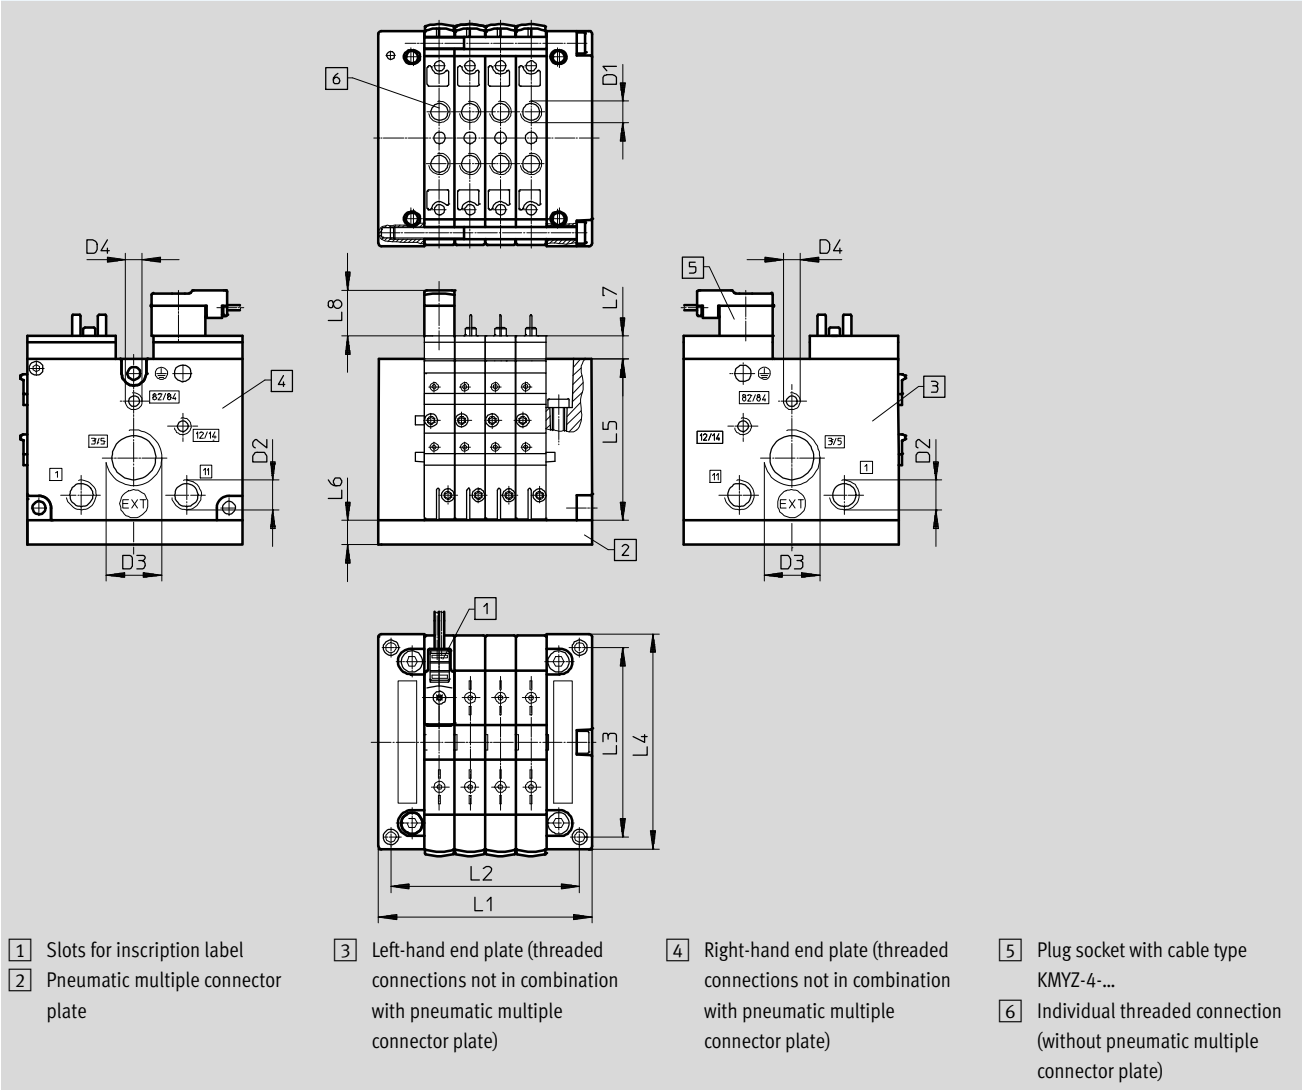 6
D1
D4
D4
5
L8
L7
4
3
82/84
82/84
12/14
12/14
3/5
3/5
D2
D2
L5
1
11
11
1
L6
EXT
EXT
2
D3
D3
1
L3
L4
L2
L1
1 Slots for inscription label
2 Pneumatic multiple connector
plate
3 Left-hand end plate (threaded
connections not in combination
with pneumatic multiple
connector plate)
4 Right-hand end plate (threaded
connections not in combination
with pneumatic multiple
connector plate)
5 Plug socket with cable type
KMYZ-4-...
6 Individual threaded connection
(without pneumatic multiple
connector plate)